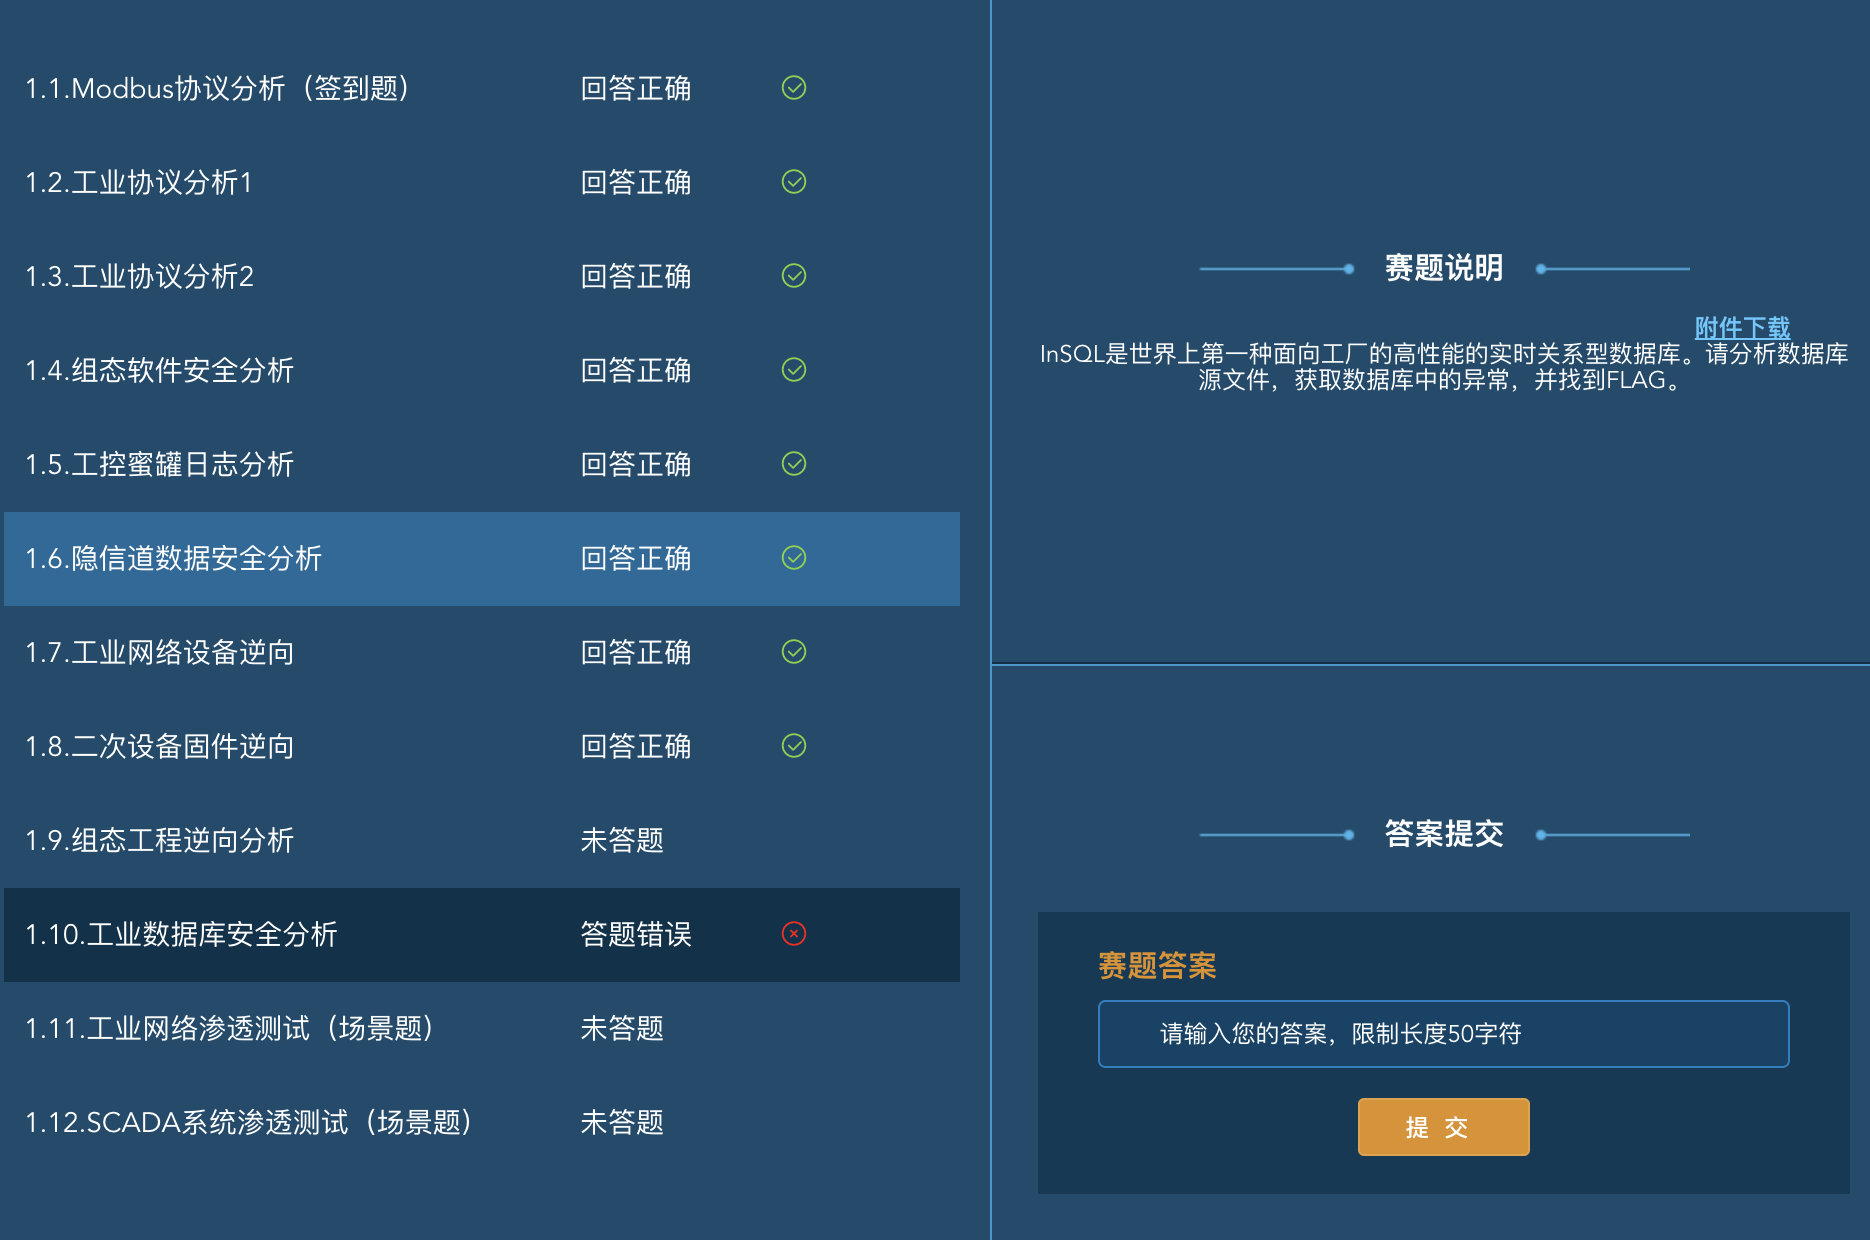 1.1.Modbus协议分析（签到题） 回答正确
1.2.工业协议分析1 回答正确
1.3.工业协议分析2 回答正确
1.4.组态软件安全分析 回答正确
1.5.工控蜜罐日志分析 回答正确
1.6.隐信道数据安全分析 回答正确
1.7.工业网络设备逆向 回答正确
1.8.二次设备固件逆向 回答正确
1.9.组态工程逆向分析 未答题
1.10.工业数据库安全分析 答题错误
1.11.工业网络渗透测试（场景题） 未答题
1.12.SCADA系统渗透测试（场景题） 未答题
赛题说明
附件下载
InSQL是世界上第一种面向工厂的高性能的实时关系型数据库。请分析数据库
源文件，获取数据库中的异常，并找到FLAG。
答案提交
赛题答案
请输入您的答案，限制长度50字符
提 交